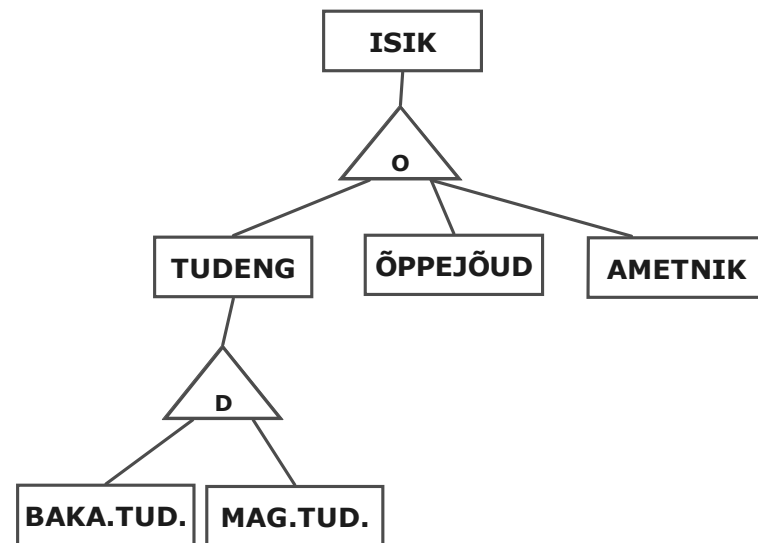 ISIK
O
TUDENG
ÕPPEJÕUD
AMETNIK
D
BAKA.TUD.
MAG.TUD.